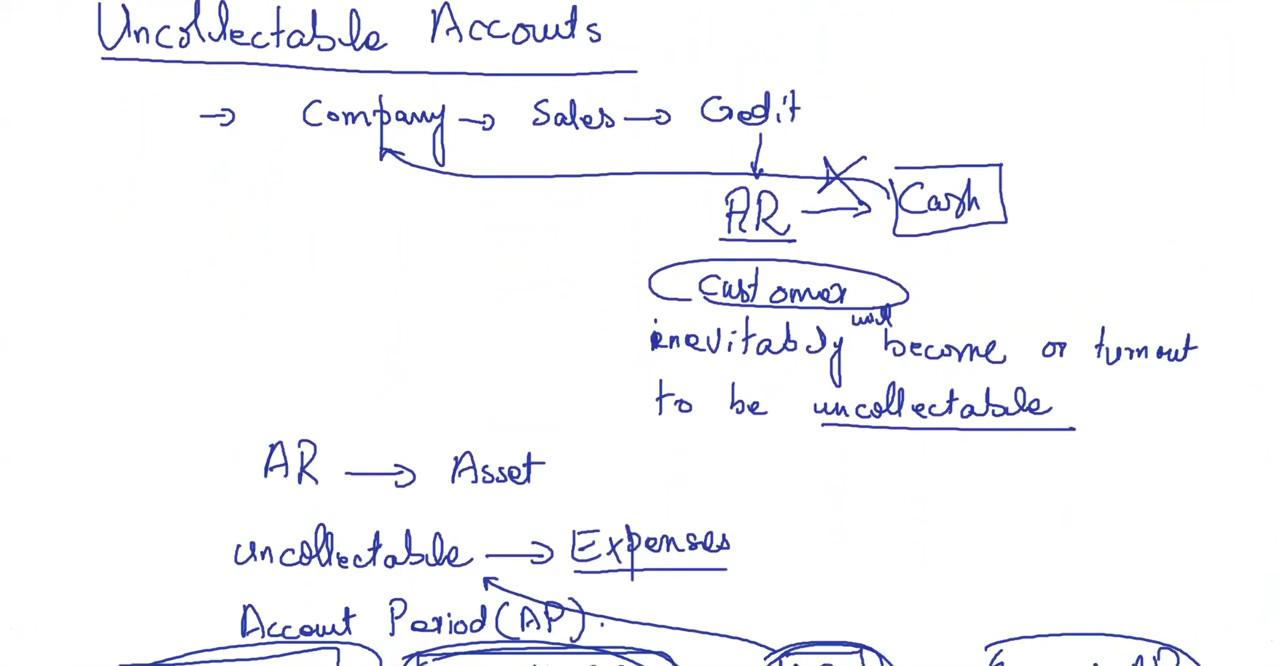 Uncollectable Accouts
→ Company → Sales → Credit
AR → Cash
Customer
inevitably will become or turnout
to be uncollectable
AR → Asset
uncollectable → Expenses
Account Period (AP).